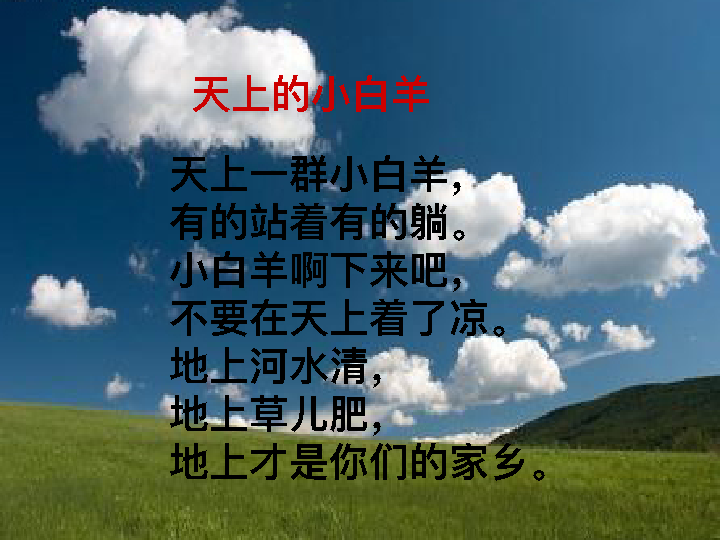 天上的小白羊
天上一群小白羊，
有的站着有的躺。
小白羊啊下来吧，
不要在天上着了凉。
地上河水清，
地上草儿肥，
地上才是你们的家乡。